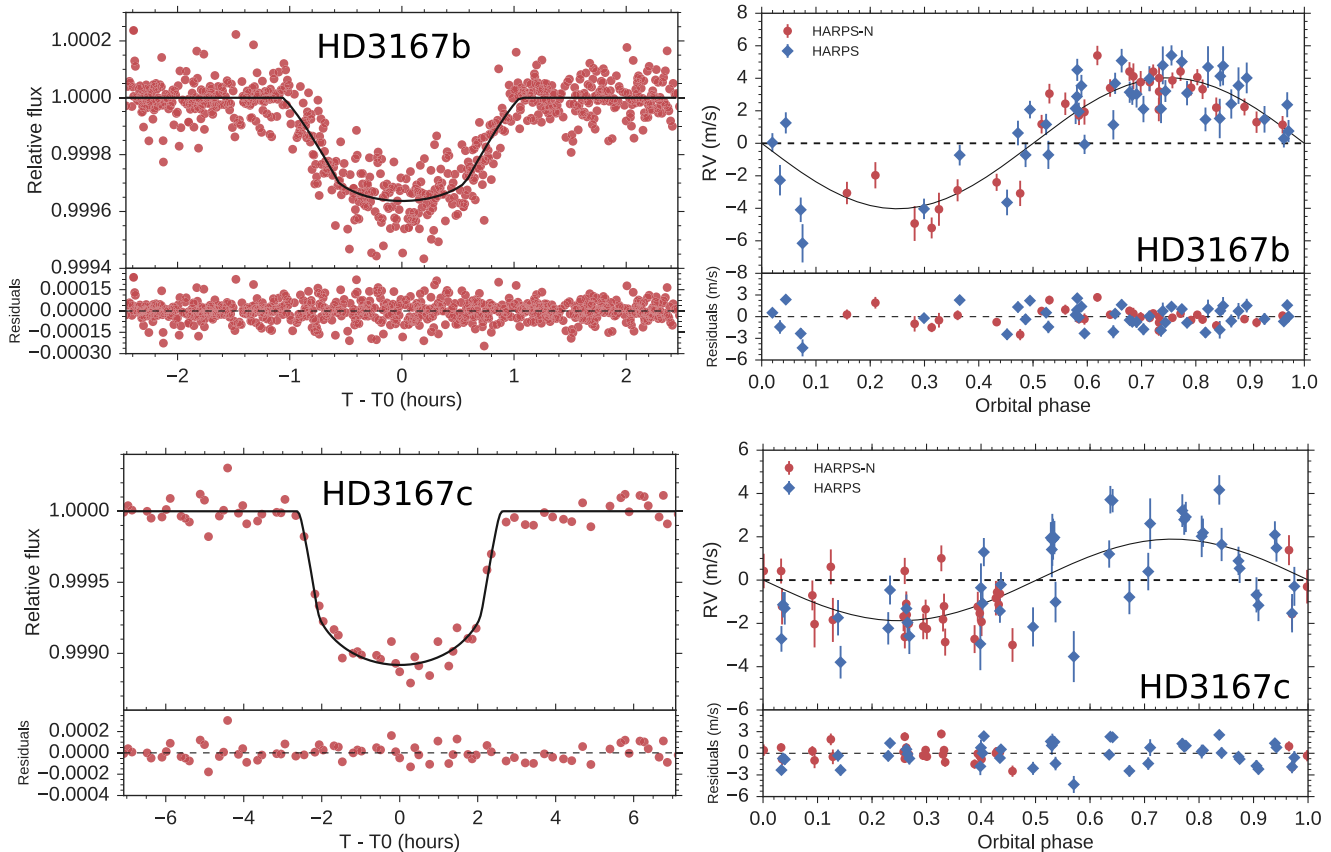 HD3167b
Relative flux
1.0002
1.0000
0.9998
0.9996
0.9994
Residuals
0.00015
0.00000
−0.00015
−0.00030
−2 −1 0 1 2
T - T0 (hours)
HARPS-N
HARPS
RV (m/s)
8
6
4
2
0
−2
−4
−6
−8
HD3167b
Residuals (m/s)
3
0
−3
−6
0.0 0.1 0.2 0.3 0.4 0.5 0.6 0.7 0.8 0.9 1.0
Orbital phase
HD3167c
Relative flux
1.0000
0.9995
0.9990
Residuals
0.0002
0.0000
−0.0002
−0.0004
−6 −4 −2 0 2 4 6
T - T0 (hours)
HARPS-N
HARPS
RV (m/s)
6
4
2
0
−2
−4
−6
HD3167c
Residuals (m/s)
3
0
−3
−6
0.0 0.1 0.2 0.3 0.4 0.5 0.6 0.7 0.8 0.9 1.0
Orbital phase